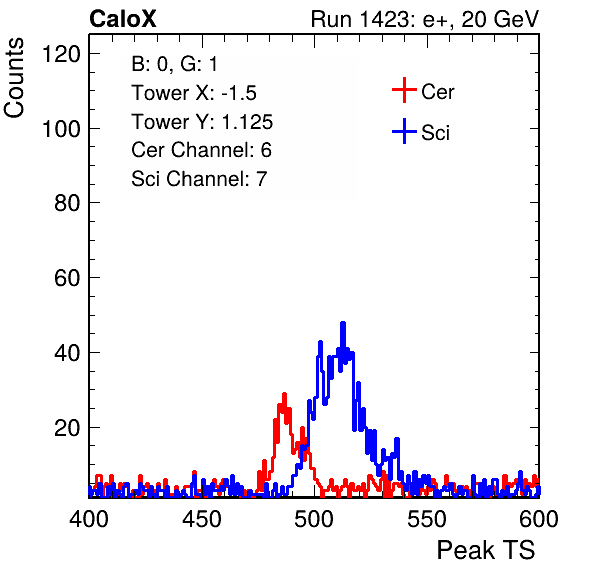 CaloX Run 1423: e+, 20 GeV
Counts
B: 0, G: 1
Tower X: -1.5
Tower Y: 1.125
Cer Channel: 6
Sci Channel: 7
Cer
Sci
120
100
80
60
40
20
400 450 500 550 600
Peak TS